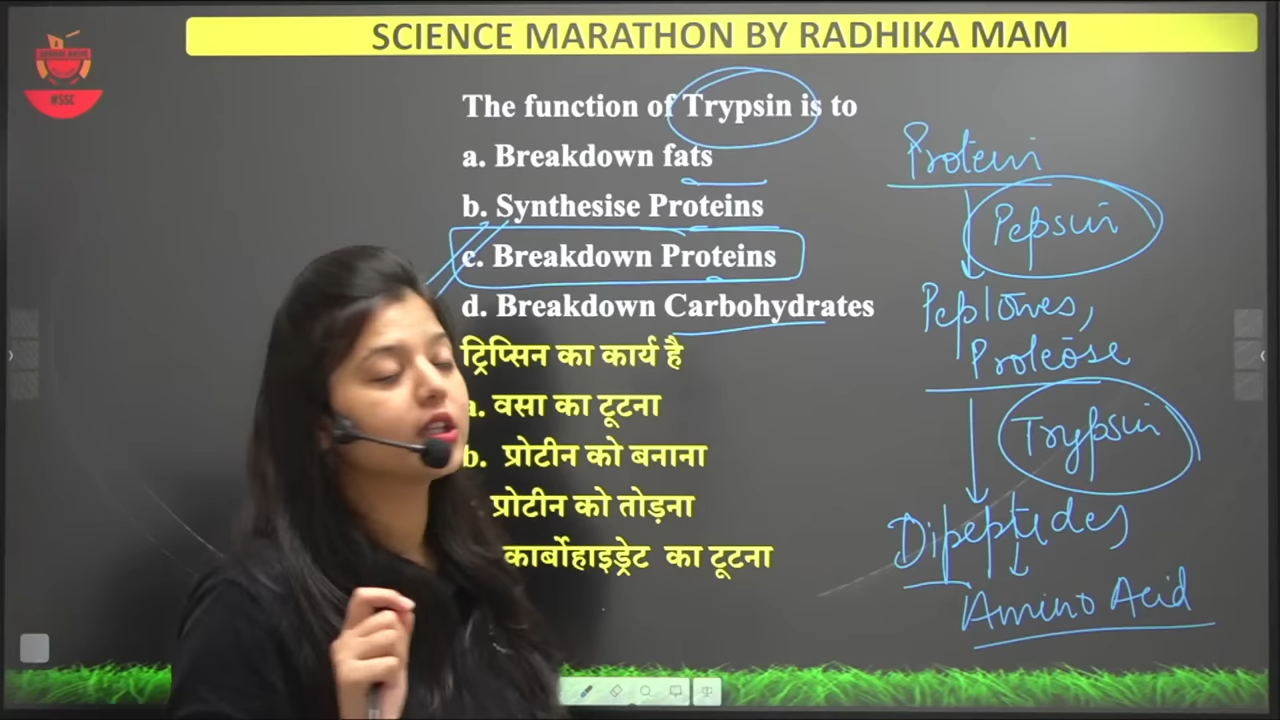 SCIENCE MARATHON BY RADHIKA MAM
#SSC
The function of Trypsin is to
a. Breakdown fats
b. Synthesise Proteins
c. Breakdown Proteins
d. Breakdown Carbohydrates
ट्रिप्सिन का कार्य है
a. वसा का टूटना
b. प्रोटीन को बनाना
प्रोटीन को तोड़ना
कार्बोहाइड्रेट का टूटना
Protein
Pepsin
Peptones,
Proteose
Trypsin
Dipeptides
Amino Acid